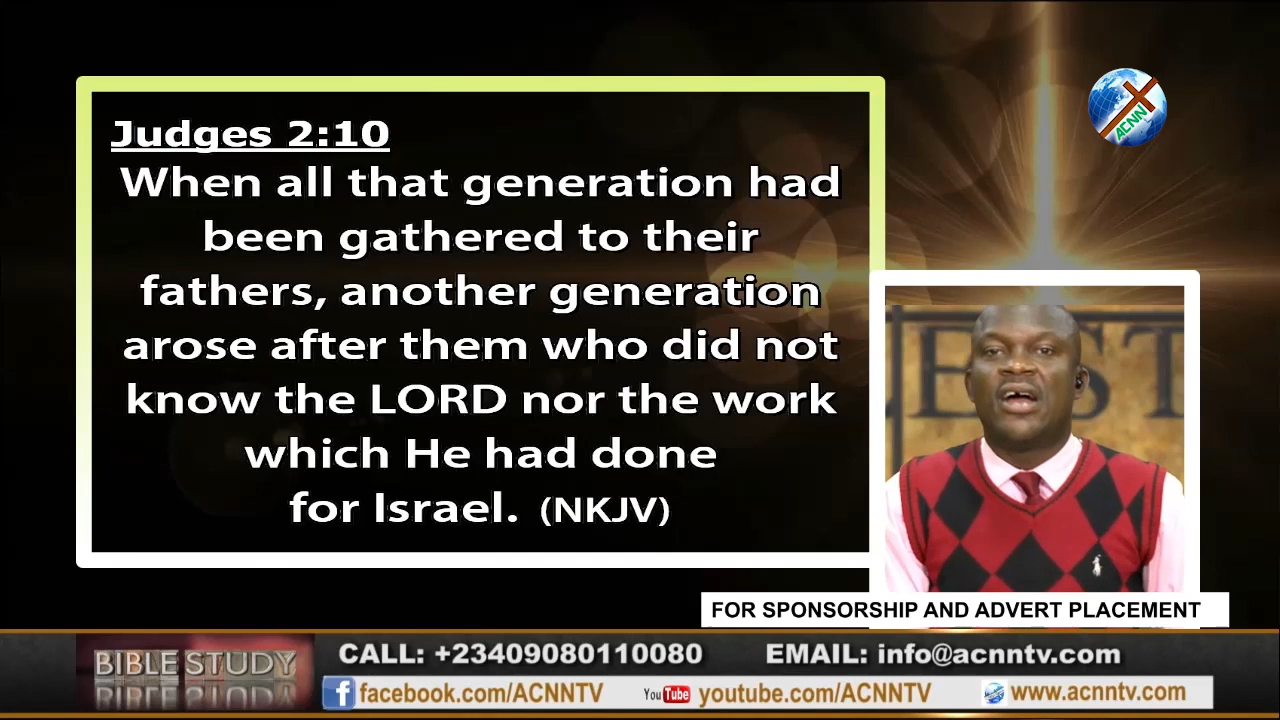 Judges 2:10
When all that generation had
been gathered to their
fathers, another generation
arose after them who did not
know the LORD nor the work
which He had done
for Israel. (NKJV)
ACNN
EST
FOR SPONSORSHIP AND ADVERT PLACEMENT
BIBLE STUDY
CALL: +23409080110080 EMAIL: info@acnntv.com
f facebook.com/ACNNTV YouTube youtube.com/ACNNTV www.acnntv.com